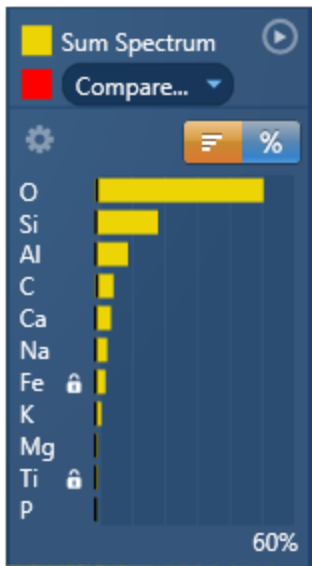 Sum Spectrum
Compare...
%
O
Si
Al
C
Ca
Na
Fe
K
Mg
Ti
P
60%